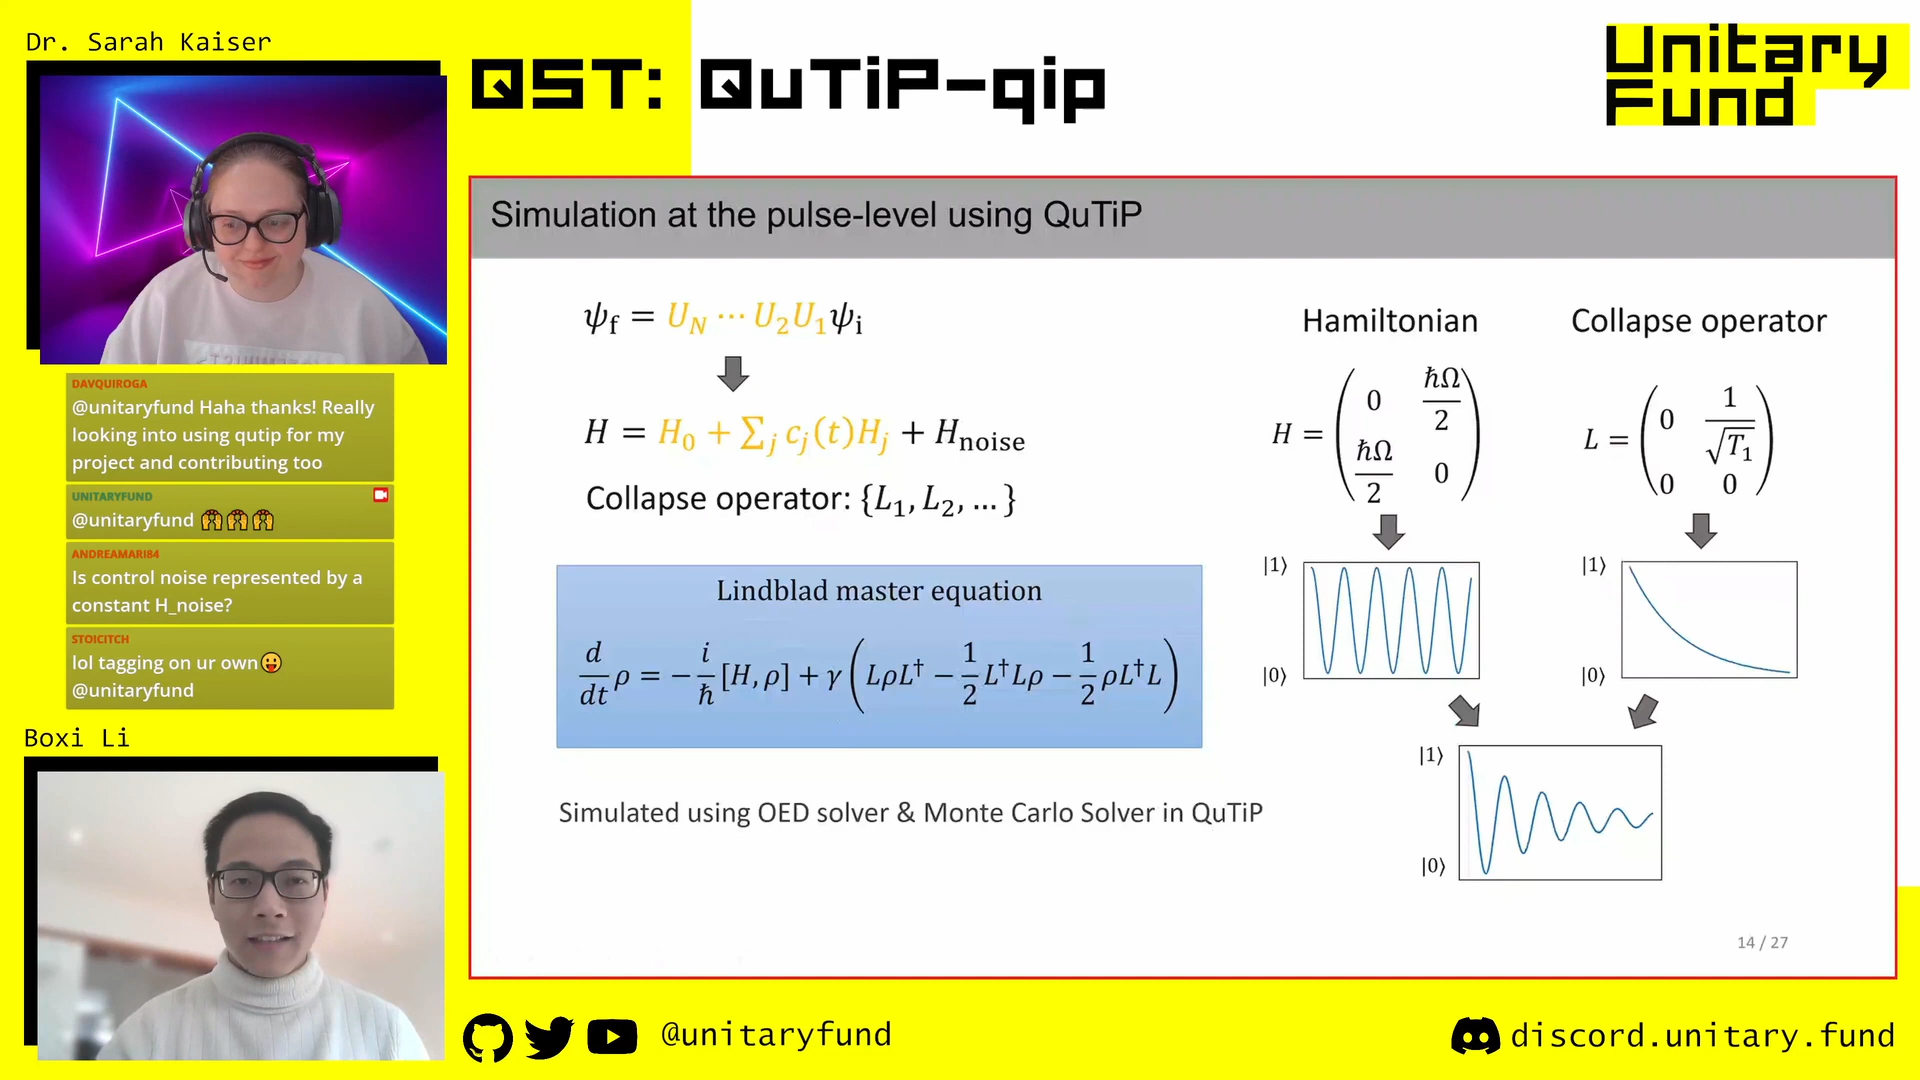 Dr. Sarah Kaiser
QST: QuTiP-qip
Unitary
Fund
DAVQUIROGA
@unitaryfund Haha thanks! Really
looking into using qutip for my
project and contributing too
UNITARYFUND
@unitaryfund 🙌🙌🙌
ANDREAMARI84
Is control noise represented by a
constant H_noise?
STOICITCH
lol tagging on ur own😛
@unitaryfund
Boxi Li
Simulation at the pulse-level using QuTiP
ψf = U_N ⋯ U₂U₁ψi
H = H₀ + ∑ⱼ cⱼ(t)Hⱼ + H_noise
Collapse operator: {L₁, L₂, … }
Lindblad master equation
d/dt ρ = − i/ħ [H, ρ] + γ (LρL† − 1/2 L†Lρ − 1/2 ρL†L)
Simulated using OED solver & Monte Carlo Solver in QuTiP
Hamiltonian
H = (0 ħΩ/2 ħΩ/2 0)
|1⟩
|0⟩
Collapse operator
L = (0 1/√T₁ 0 0)
|1⟩
|0⟩
|1⟩
|0⟩
14 / 27
@unitaryfund
discord.unitary.fund